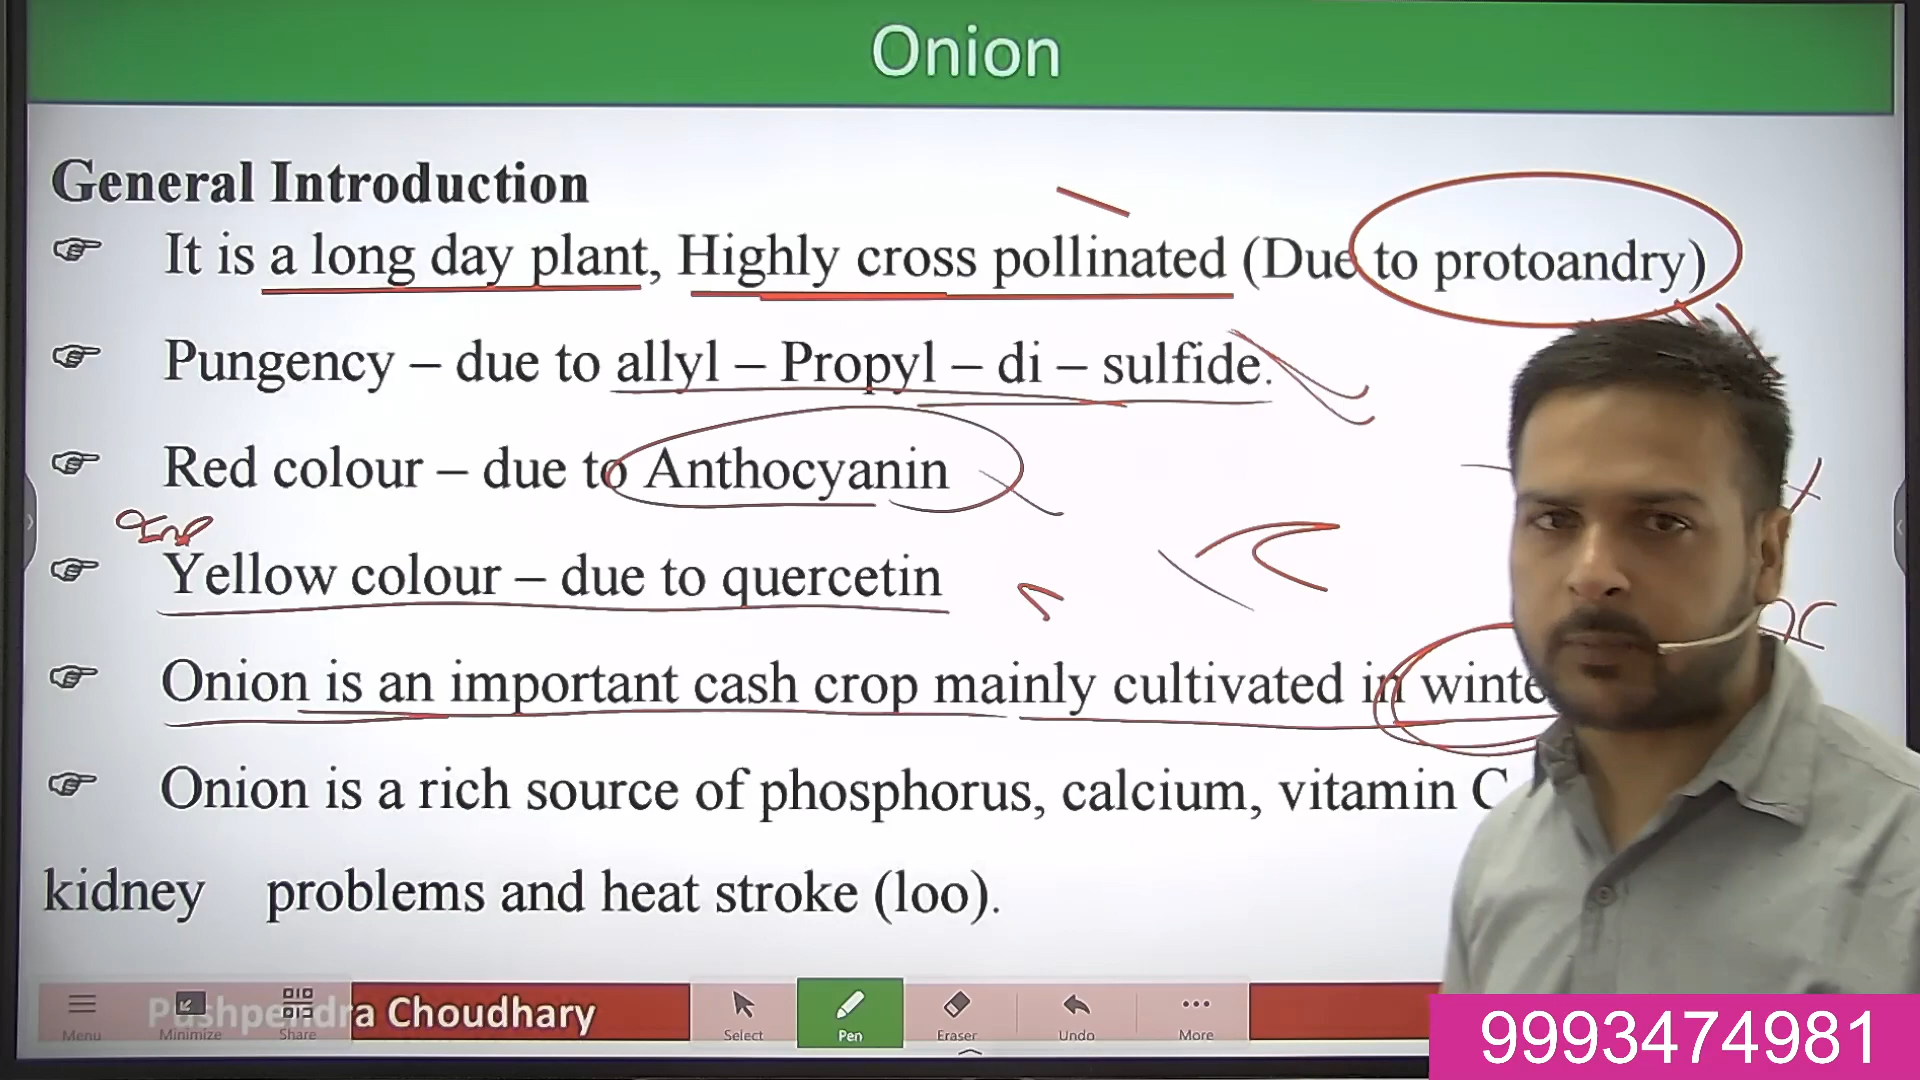 Onion
General Introduction
It is a long day plant, Highly cross pollinated (Due to protoandry)
Pungency – due to allyl – Propyl – di – sulfide.
Red colour – due to Anthocyanin
Imp
Yellow colour – due to quercetin
Onion is an important cash crop mainly cultivated in
Onion is a rich source of phosphorus, calcium, vitamin C
kidney problems and heat stroke (loo).
Pushpendra Choudhary
Menu Minimize Share Select Pen Eraser Undo More
9993474981